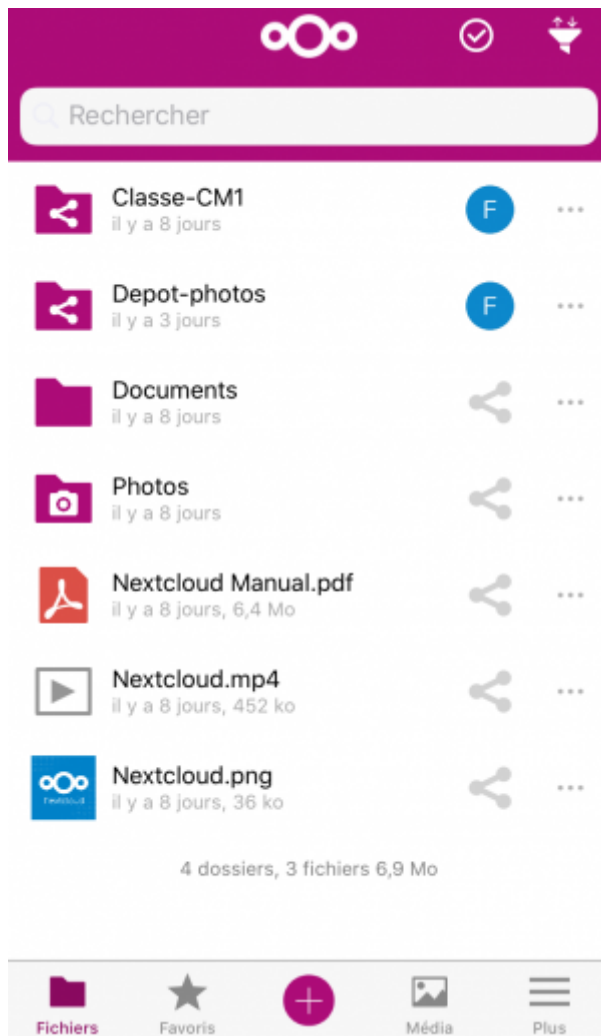 Rechercher
Classe-CM1
il y a 8 jours
F
Depot-photos
il y a 3 jours
F
Documents
il y a 8 jours
Photos
il y a 8 jours
Nextcloud Manual.pdf
il y a 8 jours, 6,4 Mo
Nextcloud.mp4
il y a 8 jours, 452 ko
Nextcloud.png
il y a 8 jours, 36 ko
4 dossiers, 3 fichiers 6,9 Mo
Fichiers Favoris Média Plus